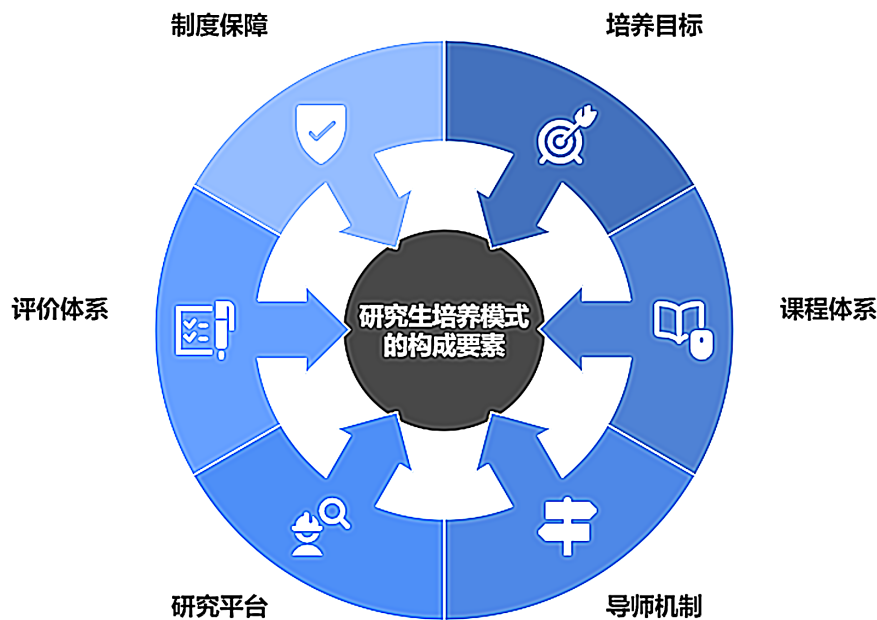 制度保障
培养目标
评价体系
研究生培养模式
的构成要素
课程体系
研究平台
导师机制